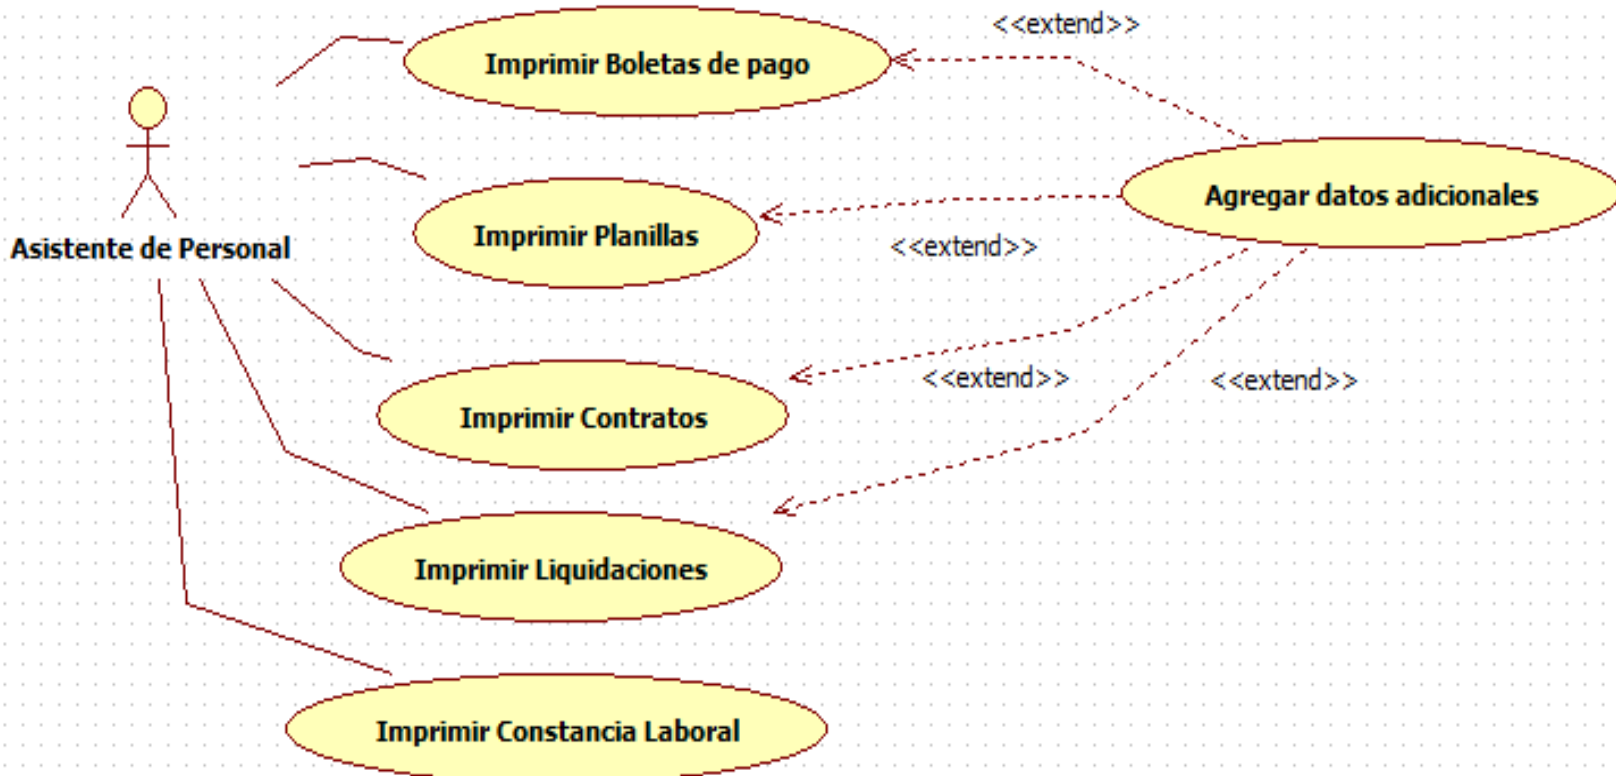 <<extend>>
Imprimir Boletas de pago
Agregar datos adicionales
Imprimir Planillas
<<extend>>
Asistente de Personal
<<extend>>
<<extend>>
Imprimir Contratos
Imprimir Liquidaciones
Imprimir Constancia Laboral